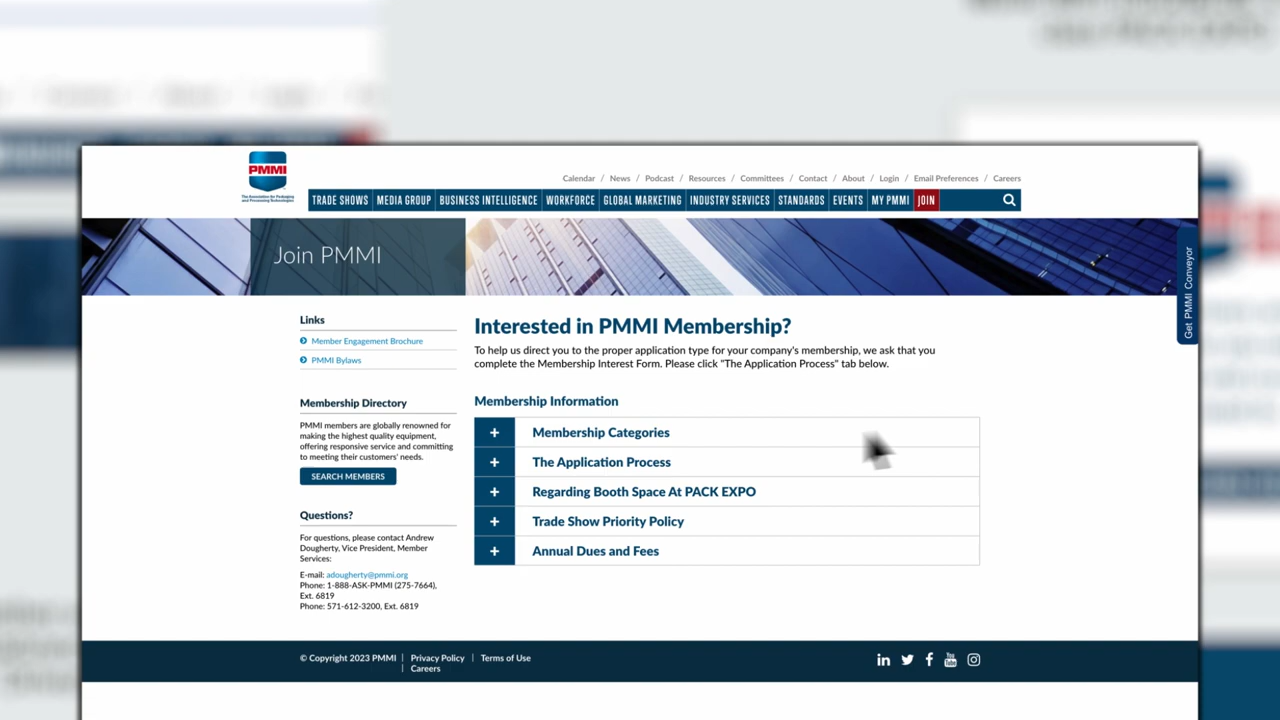 PMMI
The Association for Packaging
and Processing Technologies
Calendar / News / Podcast / Resources / Committees / Contact / About / Login / Email Preferences / Careers
TRADE SHOWS MEDIA GROUP BUSINESS INTELLIGENCE WORKFORCE GLOBAL MARKETING INDUSTRY SERVICES STANDARDS EVENTS MY PMMI JOIN
Join PMMI
Get PMMI Conveyor
Links
Member Engagement Brochure
PMMI Bylaws
Membership Directory
PMMI members are globally renowned for
making the highest quality equipment,
offering responsive service and committing
to meeting their customers' needs.
SEARCH MEMBERS
Questions?
For questions, please contact Andrew
Dougherty, Vice President, Member
Services:
E-mail: adougherty@pmmi.org
Phone: 1-888-ASK-PMMI (275-7664),
Ext. 6819
Phone: 571-612-3200, Ext. 6819
Interested in PMMI Membership?
To help us direct you to the proper application type for your company's membership, we ask that you
complete the Membership Interest Form. Please click "The Application Process" tab below.
Membership Information
+ Membership Categories
+ The Application Process
+ Regarding Booth Space At PACK EXPO
+ Trade Show Priority Policy
+ Annual Dues and Fees
© Copyright 2023 PMMI | Privacy Policy | Terms of Use
| Careers
in f You Tube